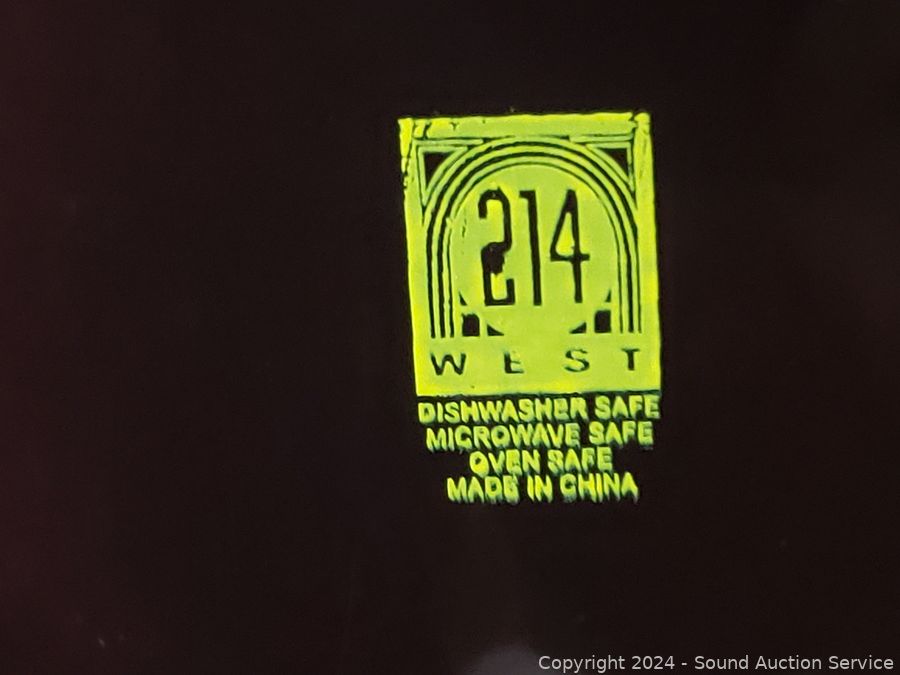 214
WEST
DISHWASHER SAFE
MICROWAVE SAFE
OVEN SAFE
MADE IN CHINA
Copyright 2024 - Sound Auction Service